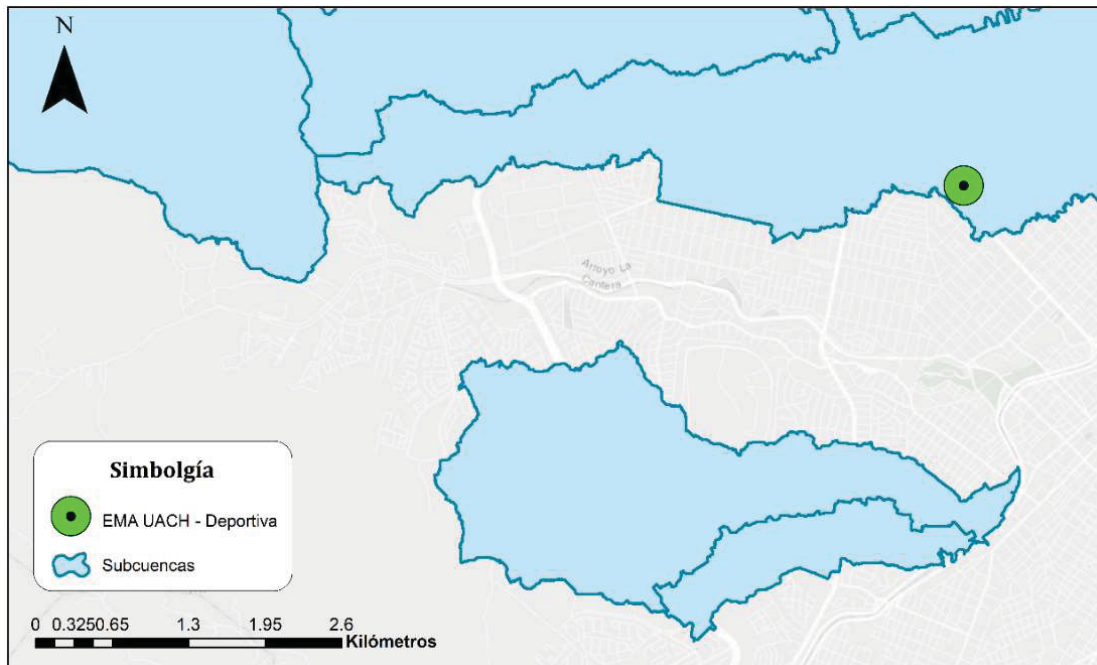 N
Arroyo La
Cantera
Simbolgía
EMA UACH - Deportiva
Subcuencas
0 0.3250.65 1.3 1.95 2.6
Kilómetros